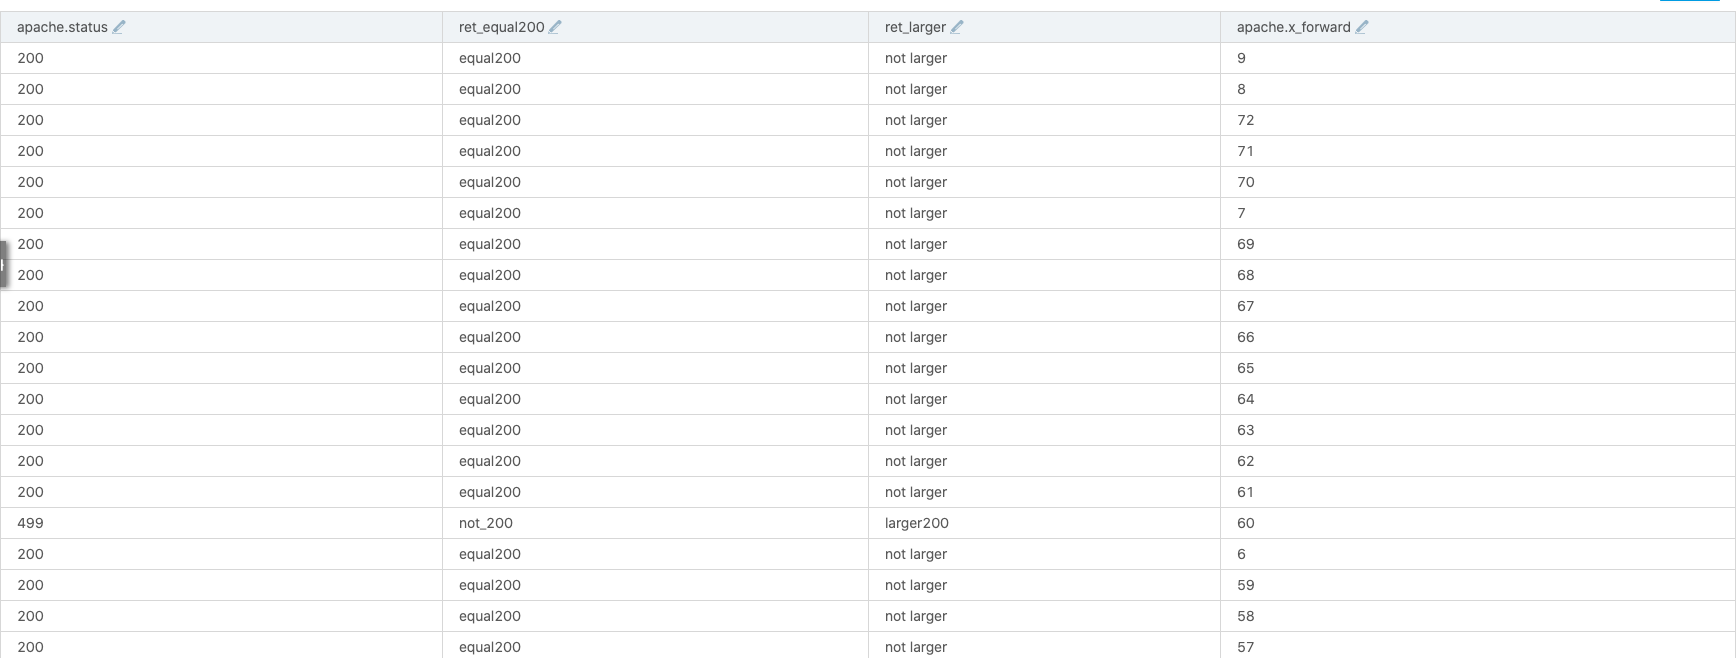 apache.status ret_equal200 ret_larger apache.x_forward
200 equal200 not larger 9
200 equal200 not larger 8
200 equal200 not larger 72
200 equal200 not larger 71
200 equal200 not larger 70
200 equal200 not larger 7
200 equal200 not larger 69
200 equal200 not larger 68
200 equal200 not larger 67
200 equal200 not larger 66
200 equal200 not larger 65
200 equal200 not larger 64
200 equal200 not larger 63
200 equal200 not larger 62
200 equal200 not larger 61
499 not_200 larger200 60
200 equal200 not larger 6
200 equal200 not larger 59
200 equal200 not larger 58
200 equal200 not larger 57